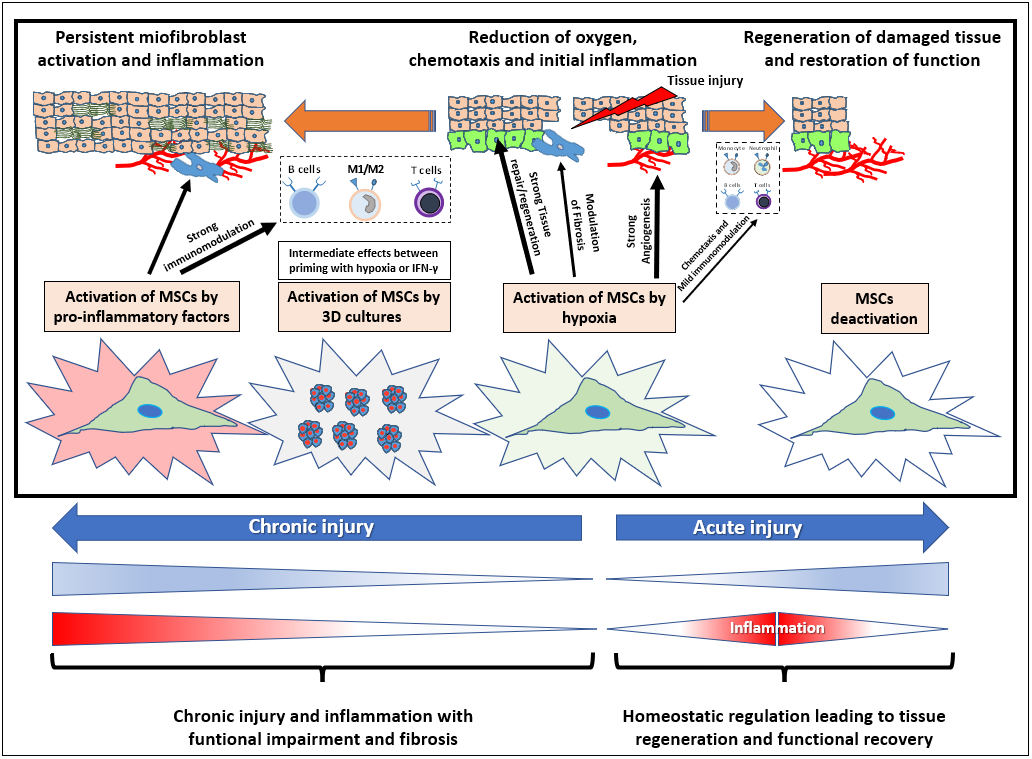 Persistent miofibroblast
activation and inflammation
Reduction of oxygen,
chemotaxis and initial inflammation
Regeneration of damaged tissue
and restoration of function
Tissue injury
B cells
M1/M2
T cells
Monocyte
Neutrophil
B cells
T cells
Strong
immunomodulation
Strong Tissue
repair/regeneration
Modulation
of Fibrosis
Strong
Angiogenesis
Chemotaxis and
Mild immunomodulation
Intermediate effects between
priming with hypoxia or IFN-γ
Activation of MSCs by
pro-inflammatory factors
Activation of MSCs by
3D cultures
Activation of MSCs by
hypoxia
MSCs
deactivation
Chronic injury
Acute injury
Inflammation
Chronic injury and inflammation with
funtional impairment and fibrosis
Homeostatic regulation leading to tissue
regeneration and functional recovery